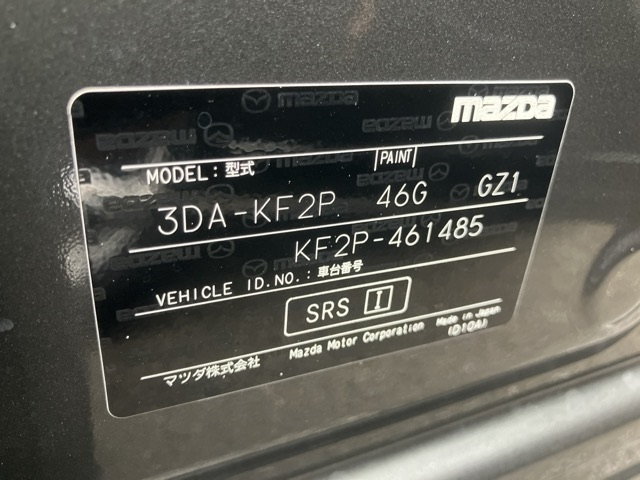 mazda
MODEL : 型式 PAINT
3DA-KF2P 46G GZ1
KF2P-461485
VEHICLE ID.NO. : 車台番号
SRS I
マツダ株式会社 Mazda Motor Corporation Made in Japan